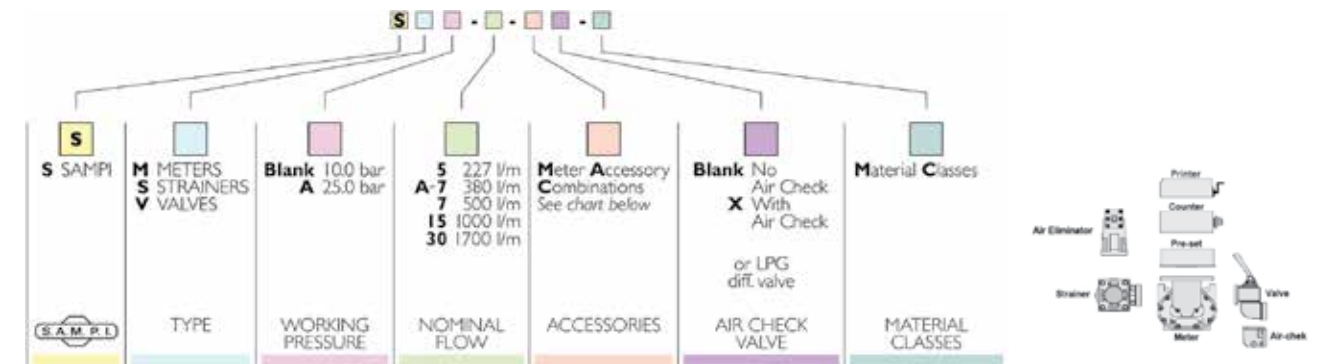 S - - -
S
S SAMPI
S.A.M.P.I.
M METERS
S STRAINERS
V VALVES
TYPE
Blank 10.0 bar
A 25.0 bar
WORKING
PRESSURE
5 227 l/m
A-7 380 l/m
7 500 l/m
15 1000 l/m
30 1700 l/m
NOMINAL
FLOW
Meter Accessory
Combinations
See chart below
ACCESSORIES
Blank No
Air Check
X With
Air Check
or LPG
diff. valve
AIR CHECK
VALVE
Material Classes
MATERIAL
CLASSES
Printer
Counter
Air Eliminator
Pre-set
Strainer
Valve
Meter
Air-chek